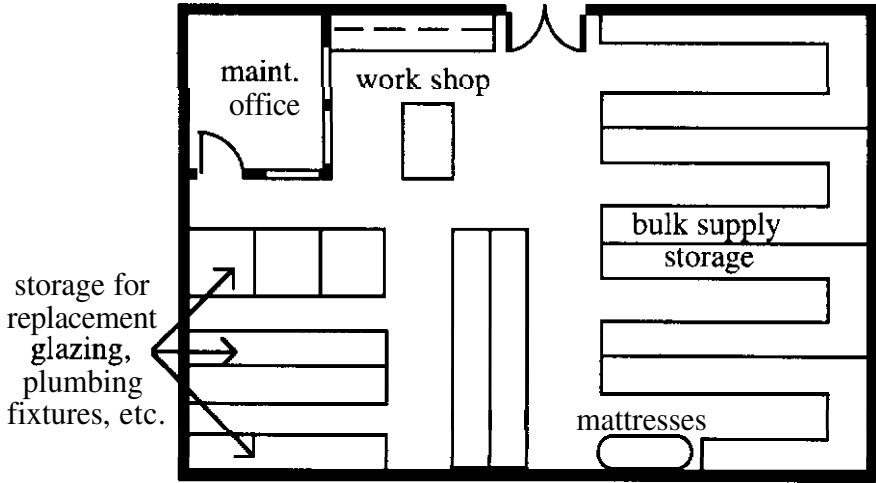 maint.
office
work shop
bulk supply
storage
storage for
replacement
glazing,
plumbing
fixtures, etc.
mattresses